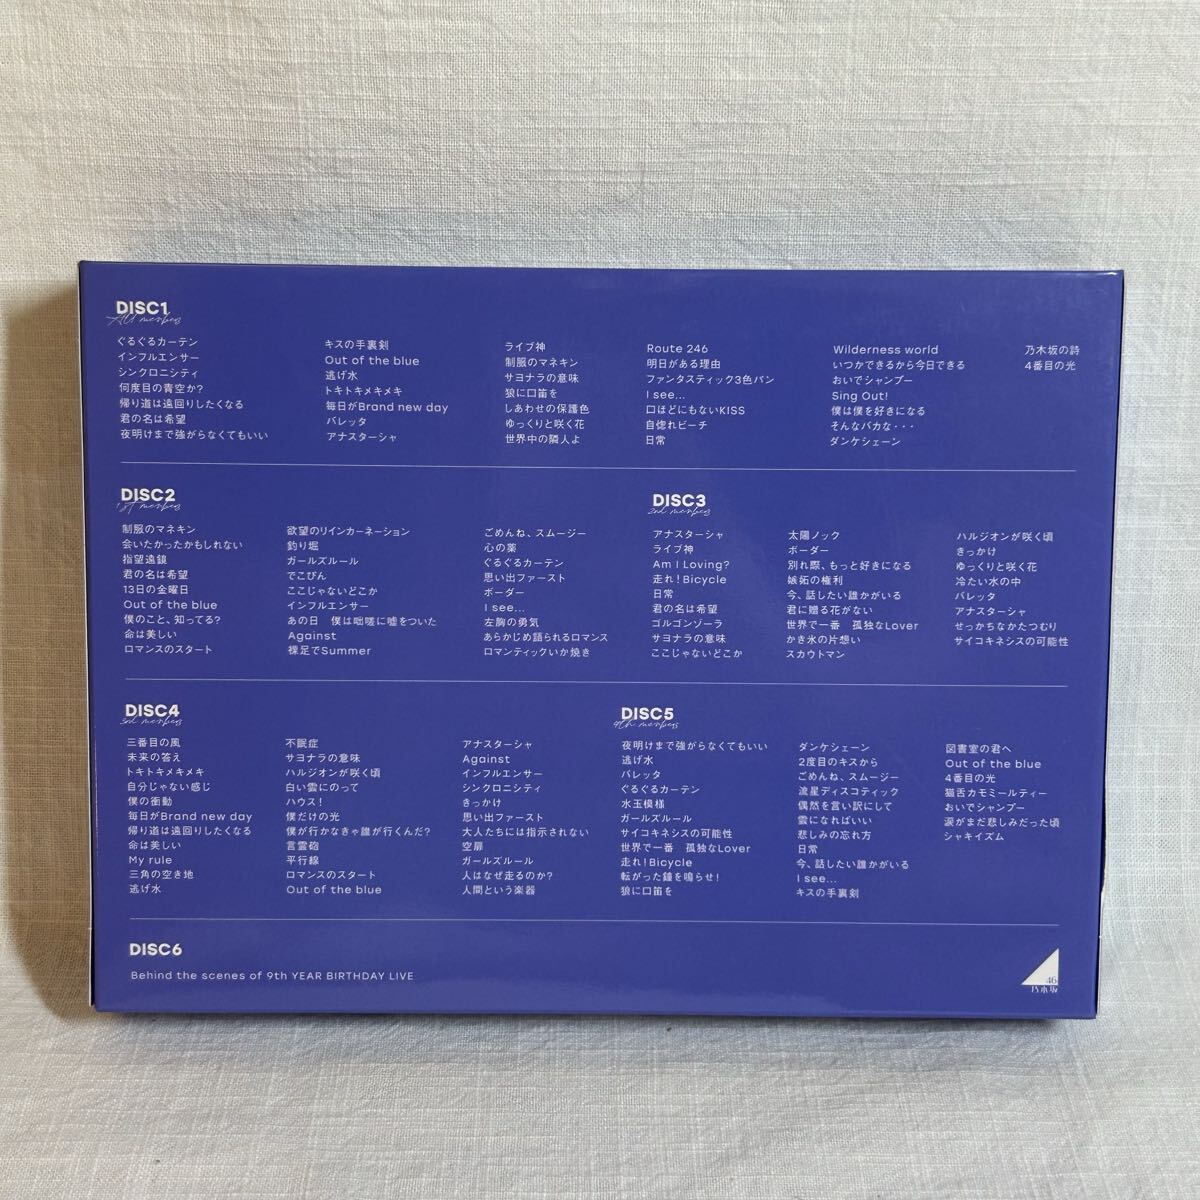 DISC1
All members
ぐるぐるカーテン
インフルエンサー
シンクロニシティ
何度目の青空か?
帰り道は遠回りしたくなる
君の名は希望
夜明けまで強がらなくてもいい
キスの手裏剣
Out of the blue
逃げ水
トキトキメキメキ
毎日がBrand new day
バレッタ
アナスターシャ
ライブ神
制服のマネキン
サヨナラの意味
狼に口笛を
しあわせの保護色
ゆっくりと咲く花
世界中の隣人よ
Route 246
明日がある理由
ファンタスティック3色パン
I see...
口ほどにもないKISS
自惚れビーチ
日常
Wilderness world
いつかできるから今日できる
おいでシャンプー
Sing Out!
僕は僕を好きになる
そんなバカな・・・
ダンケシェーン
乃木坂の詩
4番目の光
DISC2
1st members
制服のマネキン
会いたかったかもしれない
指望遠鏡
君の名は希望
13日の金曜日
Out of the blue
僕のこと、知ってる?
命は美しい
ロマンスのスタート
欲望のリインカーネーション
釣り堀
ガールズルール
でこぴん
ここじゃないどこか
インフルエンサー
あの日　僕は咄嗟に嘘をついた
Against
裸足でSummer
ごめんね、スムージー
心の薬
ぐるぐるカーテン
思い出ファースト
ボーダー
I see...
左胸の勇気
あらかじめ語られるロマンス
ロマンティックいか焼き
DISC3
2nd members
アナスターシャ
ライブ神
Am I Loving?
走れ!Bicycle
日常
君の名は希望
ゴルゴンゾーラ
サヨナラの意味
ここじゃないどこか
太陽ノック
ボーダー
別れ際、もっと好きになる
嫉妬の権利
今、話したい誰かがいる
君に贈る花がない
世界で一番　孤独なLover
かき氷の片想い
スカウトマン
ハルジオンが咲く頃
きっかけ
ゆっくりと咲く花
冷たい水の中
バレッタ
アナスターシャ
せっかちなかたつむり
サイコキネシスの可能性
DISC4
3rd members
三番目の風
未来の答え
トキトキメキメキ
自分じゃない感じ
僕の衝動
毎日がBrand new day
帰り道は遠回りしたくなる
命は美しい
My rule
三角の空き地
逃げ水
不眠症
サヨナラの意味
ハルジオンが咲く頃
白い雲にのって
ハウス!
僕だけの光
僕が行かなきゃ誰が行くんだ?
言霊砲
平行線
ロマンスのスタート
Out of the blue
アナスターシャ
Against
インフルエンサー
シンクロニシティ
きっかけ
思い出ファースト
大人たちには指示されない
空扉
ガールズルール
人はなぜ走るのか?
人間という楽器
DISC5
4th members
夜明けまで強がらなくてもいい
逃げ水
バレッタ
ぐるぐるカーテン
水玉模様
ガールズルール
サイコキネシスの可能性
世界で一番　孤独なLover
走れ!Bicycle
転がった鐘を鳴らせ!
狼に口笛を
ダンケシェーン
2度目のキスから
ごめんね、スムージー
流星ディスコティック
偶然を言い訳にして
雲になればいい
悲しみの忘れ方
日常
今、話したい誰かがいる
I see...
キスの手裏剣
図書室の君へ
Out of the blue
4番目の光
猫舌カモミールティー
おいでシャンプー
涙がまだ悲しみだった頃
シャキイズム
DISC6
Behind the scenes of 9th YEAR BIRTHDAY LIVE
46
乃木坂